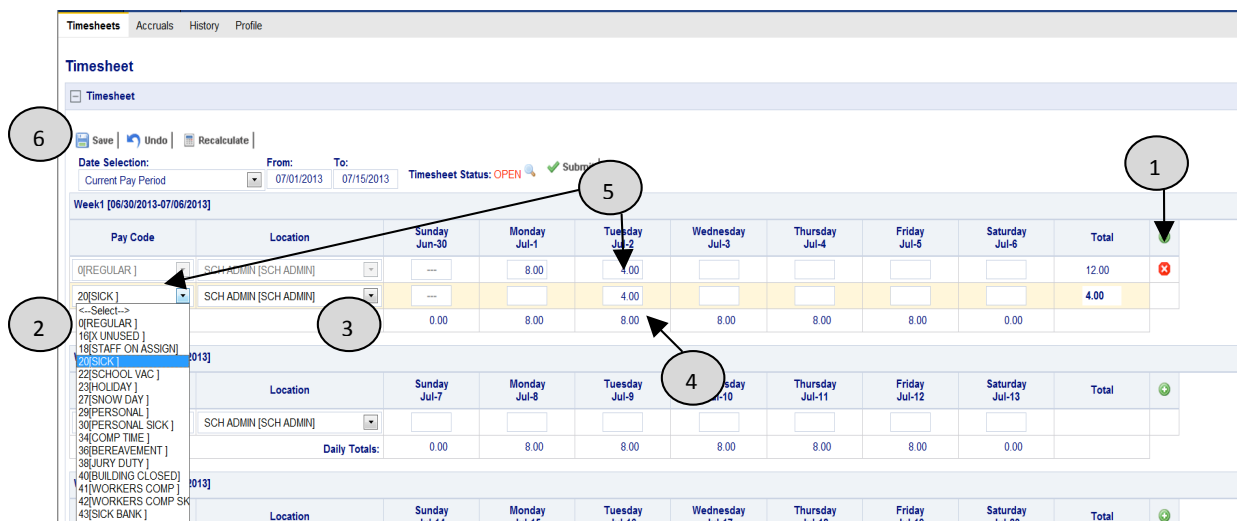 Timesheets Accruals History Profile
Timesheet
Timesheet
6
Save Undo Recalculate
Date Selection: From: To:
Current Pay Period 07/01/2013 07/15/2013 Timesheet Status: OPEN
1
5
Week1 [06/30/2013-07/06/2013]
Pay Code Location Sunday Monday Tuesday Wednesday Thursday Friday Saturday Total
Jun-30 Jul-1 Jul-2 Jul-3 Jul-4 Jul-5 Jul-6
0[REGULAR ] SCH ADMIN [SCH ADMIN] --- 8.00 4.00 12.00
20[SICK ] SCH ADMIN [SCH ADMIN] --- 4.00 4.00
<--Select-->
2 0[REGULAR ] 3 0.00 8.00 8.00 8.00 8.00 8.00 0.00
16[X UNUSED ]
18[STAFF ON ASSIGN]
20[SICK ] 2013]
22[SCHOOL VAC ]
4
23[HOLIDAY ] Location Sunday Monday Tuesday Thursday Friday Saturday Total
27[SNOW DAY ] Jul-7 Jul-8 Jul-9 Jul-10 Jul-11 Jul-12 Jul-13
29[PERSONAL ]
30[PERSONAL SICK ] SCH ADMIN [SCH ADMIN]
34[COMP TIME ]
36[BEREAVEMENT ] Daily Totals: 0.00 8.00 8.00 8.00 8.00 8.00 0.00
38[JURY DUTY ]
40[BUILDING CLOSED]
41[WORKERS COMP ] 2013]
42[WORKERS COMP SK
43[SICK BANK ] Location Sunday Monday Tuesday Wednesday Thursday Friday Saturday Total